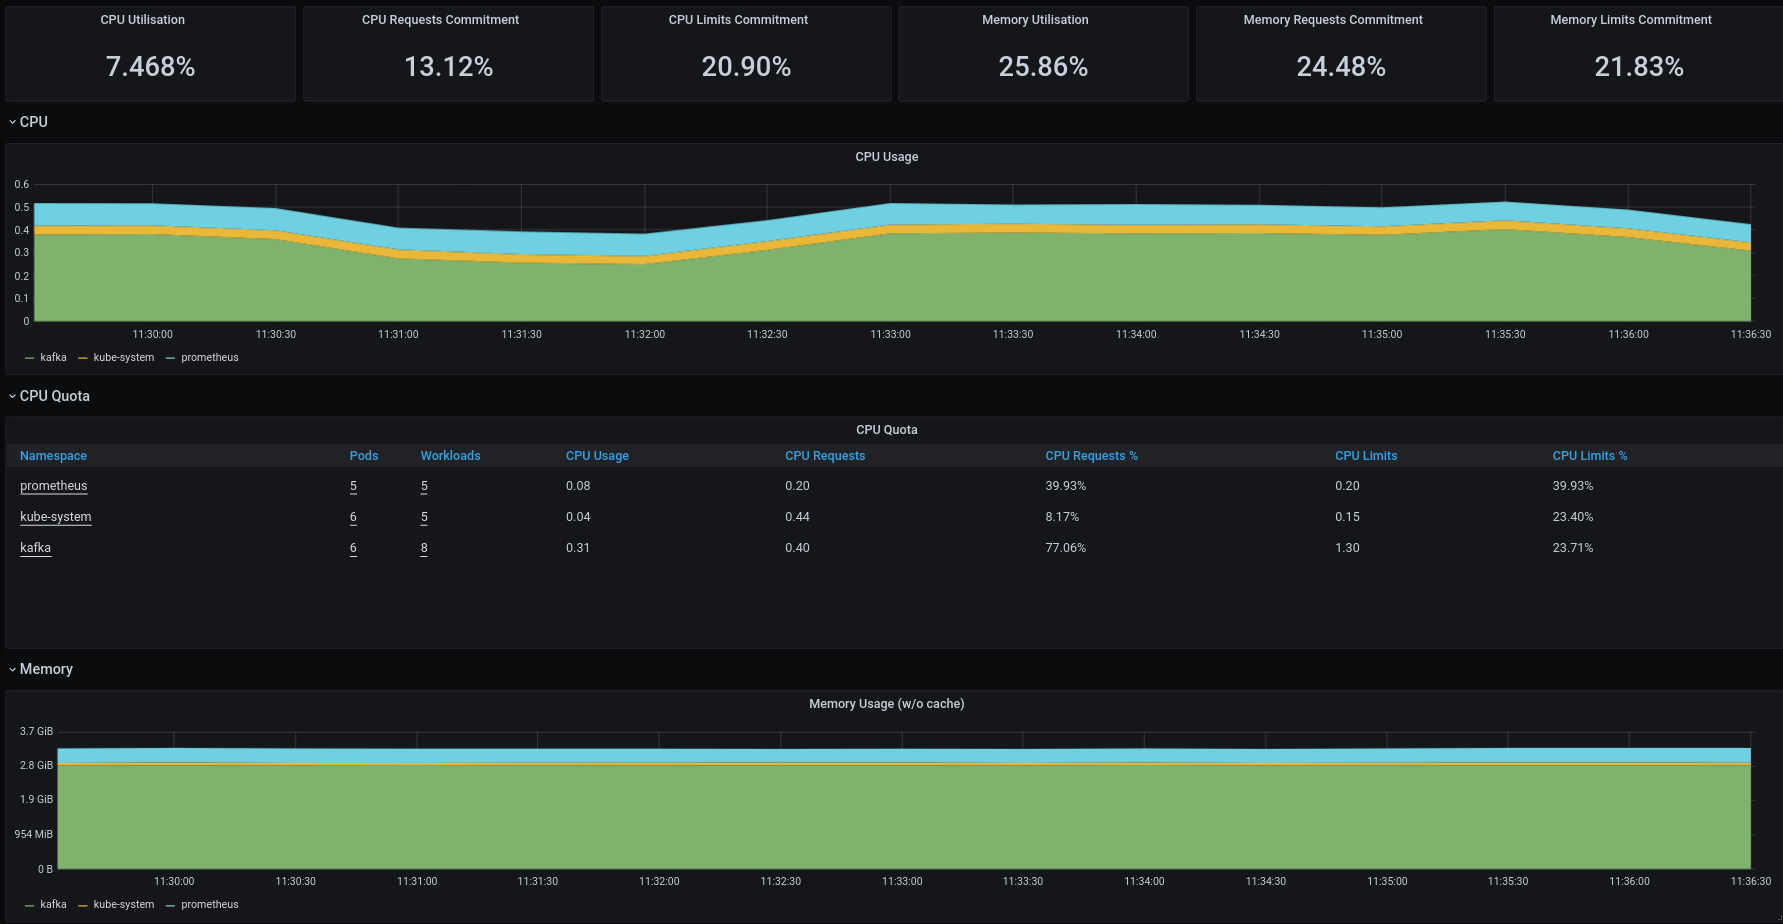 CPU Utilisation CPU Requests Commitment CPU Limits Commitment Memory Utilisation Memory Requests Commitment Memory Limits Commitment
7.468% 13.12% 20.90% 25.86% 24.48% 21.83%
CPU
CPU Usage
0.6
0.5
0.4
0.3
0.2
0.1
0
11:30:00 11:30:30 11:31:00 11:31:30 11:32:00 11:32:30 11:33:00 11:33:30 11:34:00 11:34:30 11:35:00 11:35:30 11:36:00 11:36:30
kafka kube-system prometheus
CPU Quota
CPU Quota
Namespace Pods Workloads CPU Usage CPU Requests CPU Requests % CPU Limits CPU Limits %
prometheus 5 5 0.08 0.20 39.93% 0.20 39.93%
kube-system 6 5 0.04 0.44 8.17% 0.15 23.40%
kafka 6 8 0.31 0.40 77.06% 1.30 23.71%
Memory
Memory Usage (w/o cache)
3.7 GiB
2.8 GiB
1.9 GiB
954 MiB
0 B
11:30:00 11:30:30 11:31:00 11:31:30 11:32:00 11:32:30 11:33:00 11:33:30 11:34:00 11:34:30 11:35:00 11:35:30 11:36:00 11:36:30
kafka kube-system prometheus